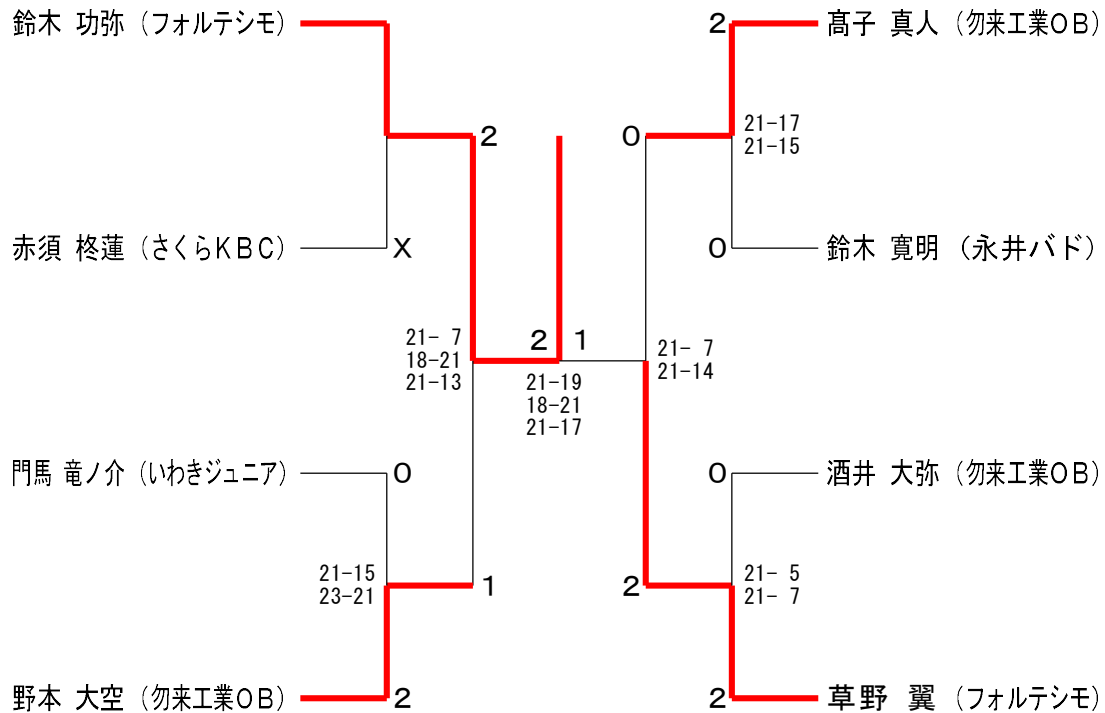 鈴木 功弥 (フォルテシモ)
2
髙子 真人 (勿来工業OB)
21-17
21-15
2
0
赤須 柊蓮 (さくらKBC)
X
0
鈴木 寛明 (永井バド)
21- 7
18-21
21-13
2
1
21-19
18-21
21-17
21- 7
21-14
門馬 竜ノ介 (いわきジュニア)
0
0
酒井 大弥 (勿来工業OB)
21-15
23-21
1
2
21- 5
21- 7
野本 大空 (勿来工業OB)
2
2
草野 翼 (フォルテシモ)